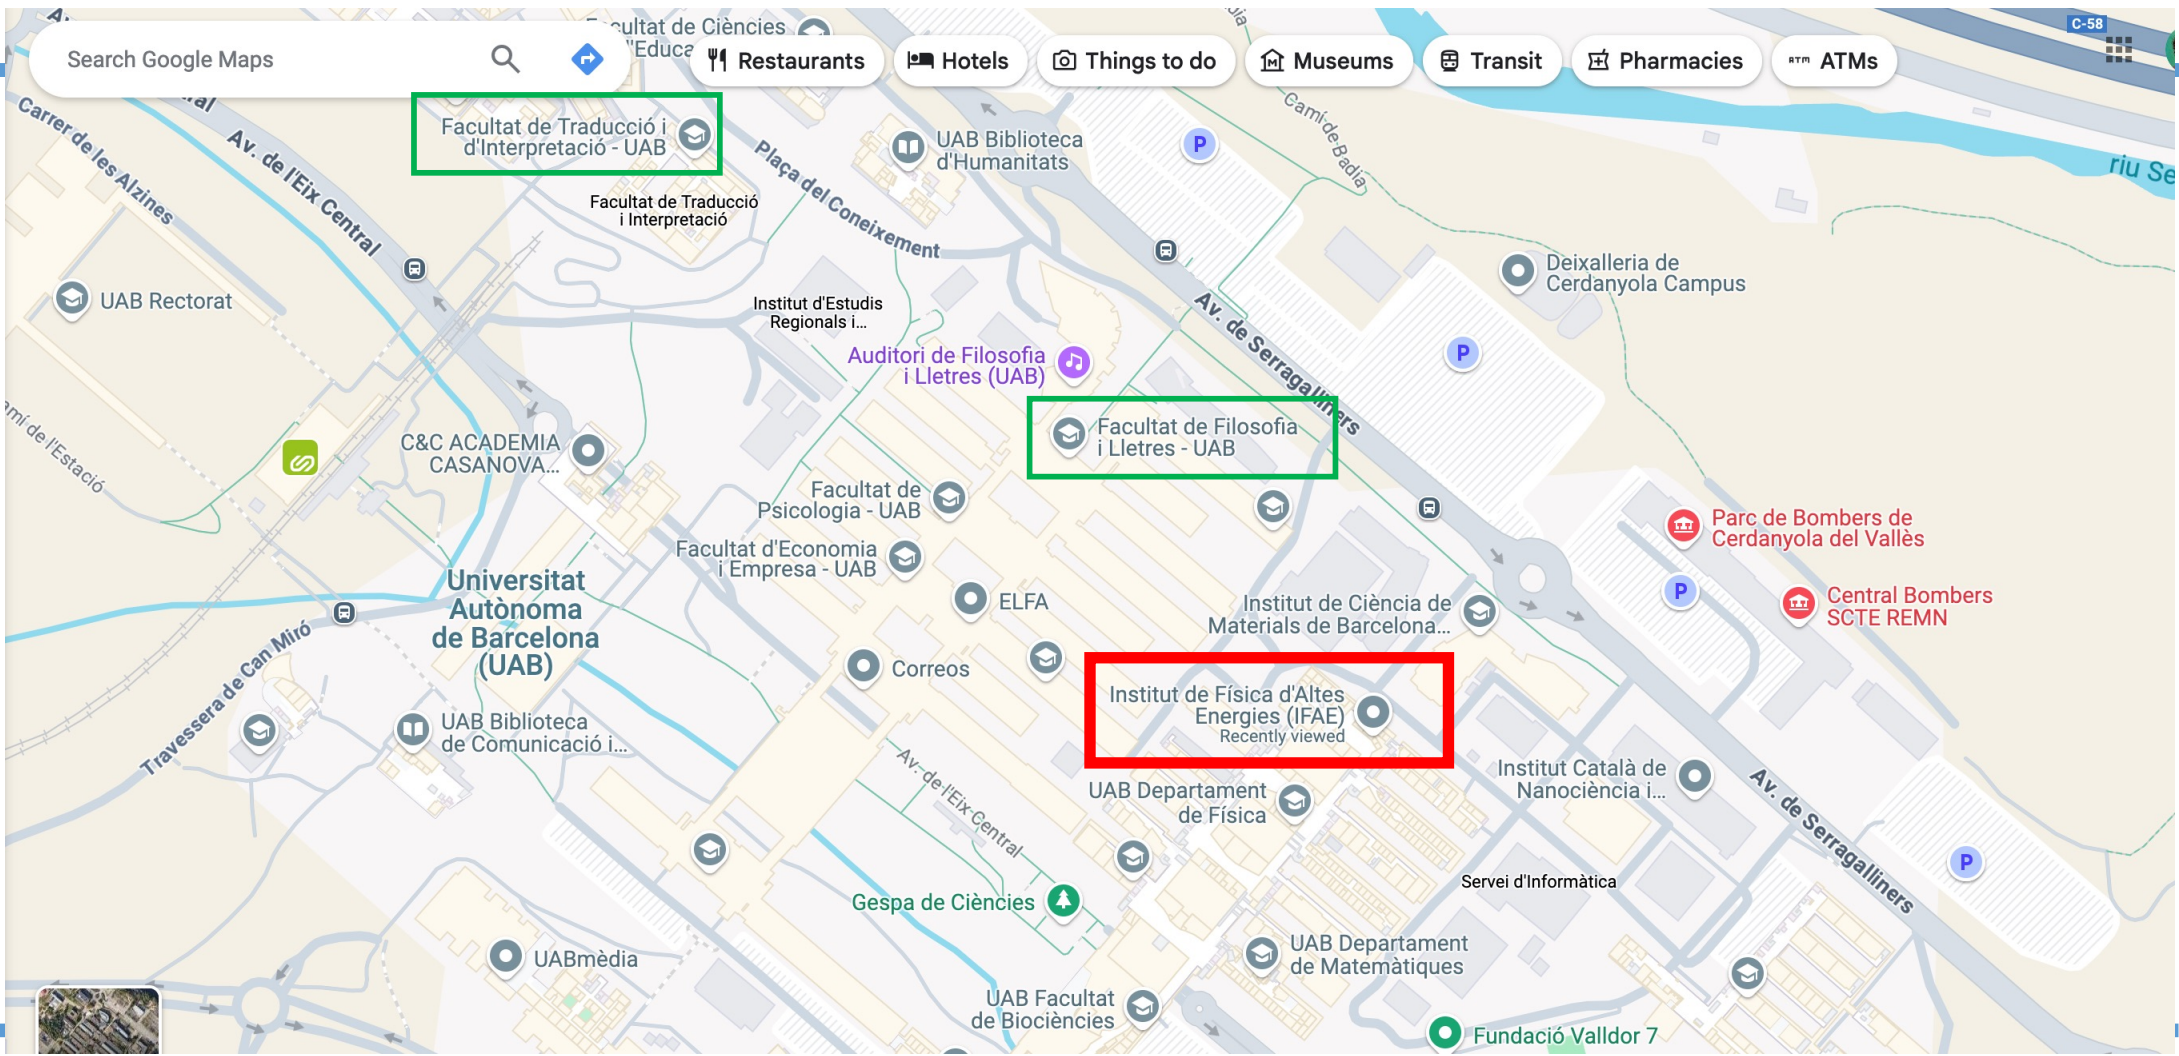 C-58
Search Google Maps
Facultat de Ciències
Restaurants
Hotels
Things to do
Museums
Transit
Pharmacies
ATM ATMs
Carrer de les Alzines
Av. de l'Eix Central
Facultat de Traducció i
d'Interpretació - UAB
Plaça del Coneixement
UAB Biblioteca
d'Humanitats
P
Camí de Badia
riu Se
Facultat de Traducció
i Interpretació
UAB Rectorat
Institut d'Estudis
Regionals i...
Deixalleria de
Cerdanyola Campus
Av. de Serragalliners
P
Auditori de Filosofia
i Lletres (UAB)
Facultat de Filosofia
i Lletres - UAB
amí de l'Estació
C&C ACADEMIA
CASANOVA...
Facultat de
Psicologia - UAB
Parc de Bombers de
Cerdanyola del Vallès
Facultat d'Economia
i Empresa - UAB
Universitat
Autònoma
de Barcelona
(UAB)
ELFA
Institut de Ciència de
Materials de Barcelona...
P
Central Bombers
SCTE REMN
Travessera de Can Miró
Correos
Institut de Física d'Altes
Energies (IFAE)
Recently viewed
UAB Biblioteca
de Comunicació i...
Av. de l'Eix Central
UAB Departament
de Física
Institut Català de
Nanociència i...
Av. de Serragalliners
P
Servei d'Informàtica
Gespa de Ciències
UABmèdia
UAB Departament
de Matemàtiques
UAB Facultat
de Biociències
Fundació Valldor 7